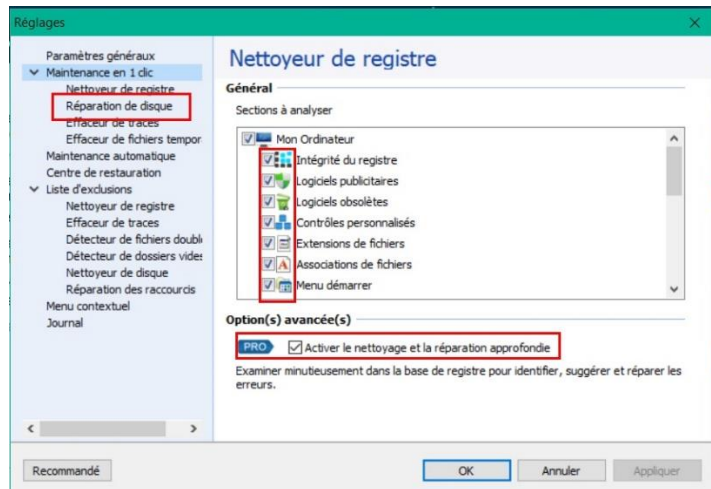 Réglages
Paramètres généraux
Maintenance en 1 clic
Nettoyeur de registre
Réparation de disque
Effaceur de traces
Effaceur de fichiers tempor
Maintenance automatique
Centre de restauration
Liste d'exclusions
Nettoyeur de registre
Effaceur de traces
Détecteur de fichiers doubl
Détecteur de dossiers vides
Nettoyeur de disque
Réparation des raccourcis
Menu contextuel
Journal
Nettoyeur de registre
Général
Sections à analyser
Mon Ordinateur
Intégrité du registre
Logiciels publicitaires
Logiciels obsolètes
Contrôles personnalisés
Extensions de fichiers
Associations de fichiers
Menu démarrer
Option(s) avancée(s)
PRO Activer le nettoyage et la réparation approfondie
Examiner minutieusement dans la base de registre pour identifier, suggérer et réparer les
erreurs.
Recommandé
OK
Annuler
Appliquer